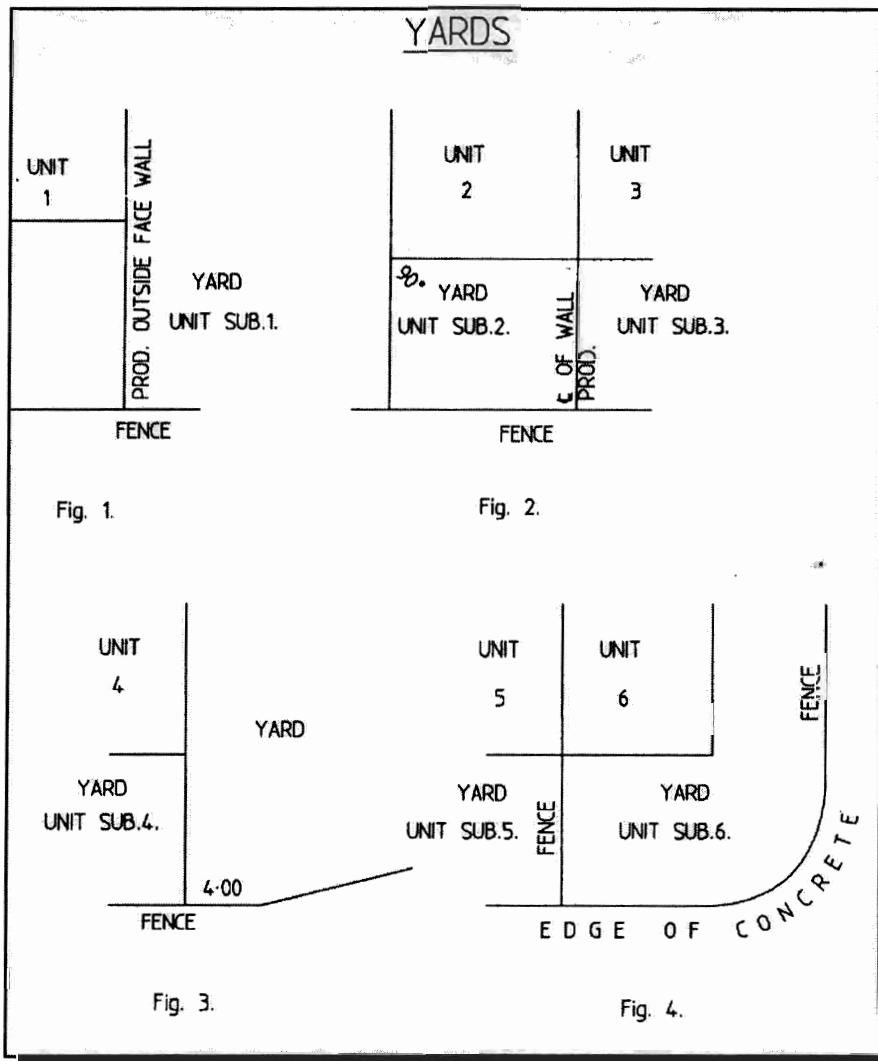 YARDS
UNIT
1
PROD. OUTSIDE FACE WALL
YARD
UNIT SUB.1.
FENCE
Fig. 1.
UNIT
2
UNIT
3
90°
YARD
UNIT SUB.2.
℄ OF WALL
PROD.
YARD
UNIT SUB.3.
FENCE
Fig. 2.
UNIT
4
YARD
YARD
UNIT SUB.4.
4·00
FENCE
Fig. 3.
UNIT
5
UNIT
6
FENCE
YARD
UNIT SUB.5.
FENCE
YARD
UNIT SUB.6.
EDGE OF CONCRETE
Fig. 4.